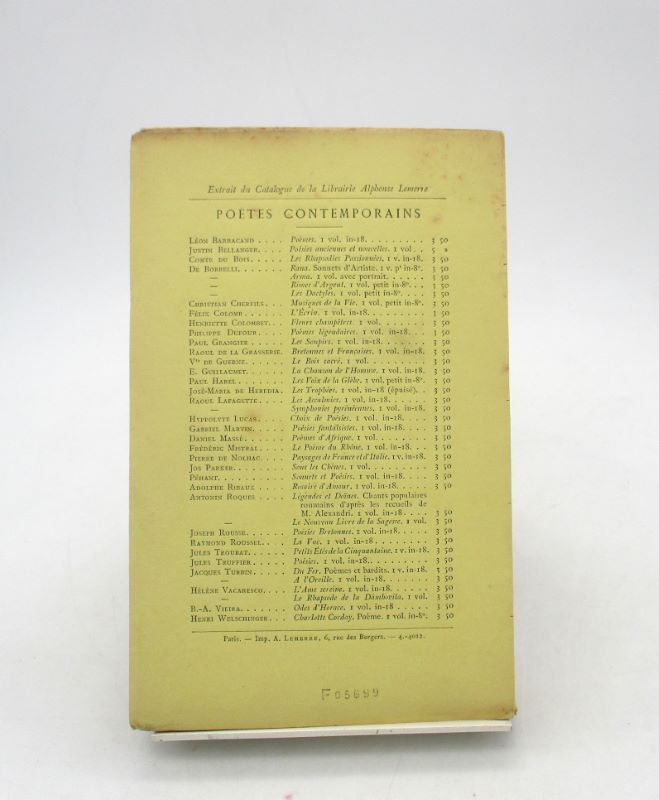 Extrait du Catalogue de la Librairie Alphonse Lemerre
POÈTES CONTEMPORAINS
LÉON BARRACAND . . . . Poèmes. 1 vol. in-18. . . . . . . . . 3 50
JUSTIN BELLANGER. . . . Poésies anciennes et nouvelles. 1 vol . . 5 »
COMTE DU BOIS. . . . . Les Rhapsodies Passionnées. 1 v. in-18. 3 50
DE BORRELLI. . . . . . Rana. Sonnets d'Artiste. 1 v. pt in-8º. 3 50
— Arma. 1 vol. avec portrait. . . . . . 3 50
— Rimes d'Argent. 1 vol. petit in-8º. . . 3 50
— Les Dactyles. 1 vol. petit in-8º. . . . 3 50
CHRISTIAN CHERFILS. . . Musiques de la Vie. 1 vol. petit in-8º. 3 50
FÉLIX COLOMB . . . . . L'Écrin. 1 vol. in-18. . . . . . . . 3 50
HENRIETTE COLOMBET. . . Fleurs champêtres. 1 vol. . . . . . . 3 50
PHILIPPE DUFOUR. . . . Poèmes légendaires. 1 vol. in-18. . . . 3 50
PAUL GRANGIER . . . . Les Soupirs. 1 vol. in-18. . . . . . . 3 50
RAOUL DE LA GRASSERIE. Bretonnes et Françaises. 1 vol. in-18. 3 50
Vte DE GUERNE. . . . . Le Bois sacré. 1 vol. . . . . . . . . 3 50
E. GUILLAUMET. . . . . La Chanson de l'Homme. 1 vol. in-18. 3 50
PAUL HAREL . . . . . . Les Voix de la Glèbe. 1 vol. petit in-8º. 3 50
JOSÉ-MARIA DE HEREDIA. Les Trophées. 1 vol. in-18 (épuisé). . 3 50
RAOUL LAFAGETTE . . . Les Accalmies. 1 vol. in-18 . . . . . 3 50
— Symphonies pyrénéennes. 1 vol. in-18. 3 50
HYPPOLYTE LUCAS. . . . Choix de Poésies. 1 vol. in-18. . . . . 3 50
GABRIEL MARTIN. . . . . Poésies fantaisistes. 1 vol. in-18. . . . 3 50
DANIEL MASSÉ . . . . . Poèmes d'Afrique. 1 vol. . . . . . . 3 50
FRÉDÉRIC MISTRAL . . . Le Poème du Rhône. 1 vol. in-18. . . . 3 50
PIERRE DE NOLHAC. . . . Paysages de France et d'Italie. 1 v. in-18. 3 50
JOS PARKER. . . . . . Sous les Chênes. 1 vol. . . . . . . . 3 50
PÉHANT. . . . . . . . Sonnets et Poésies. 1 vol. in-18. . . . 3 50
ADOLPHE RIBAUX . . . . Rosaire d'Amour. 1 vol. in-18. . . . . 3 50
ANTONIN ROQUES . . . . Légendes et Doïnes. Chants populaires
roumains d'après les recueils de
M. Alexandri. 1 vol. in-18. . . . . 3 50
— Le Nouveau Livre de la Sagesse. 1 vol. 3 50
JOSEPH ROUSSE. . . . . Poésies Bretonnes. 1 vol. in-18. . . . . 3 50
RAYMOND ROUSSEL. . . . La Vue. 1 vol. in-18 . . . . . . . . 3 50
JULES TROUBAT. . . . . Petits Étés de la Cinquantaine. 1 v. in-18. 3 50
JULES TRUFFIER . . . . Poésies. 1 vol. in-18. . . . . . . . . 3 50
JACQUES TURBIN. . . . . Du Fer. Poèmes et bardits. 1 v. in-18. 3 50
— A l'Oreille. 1 vol. in-18. . . . . . . 3 50
HÉLÈNE VACARESCO . . . L'Ame sereine. 1 vol. in-18. . . . . . 3 50
— Le Rhapsode de la Dimbovita. 1 vol. 3 50
B.-A. VIEIRA. . . . . . Odes d'Horace. 1 vol. in-18 . . . . . 3 50
HENRI WELSCHINGER. . . Charlotte Corday. Poème. 1 vol. in-8º. 3 50
Paris. — Imp. A. LEMERRE, 6, rue des Bergers. — 4.-4022.
F05699